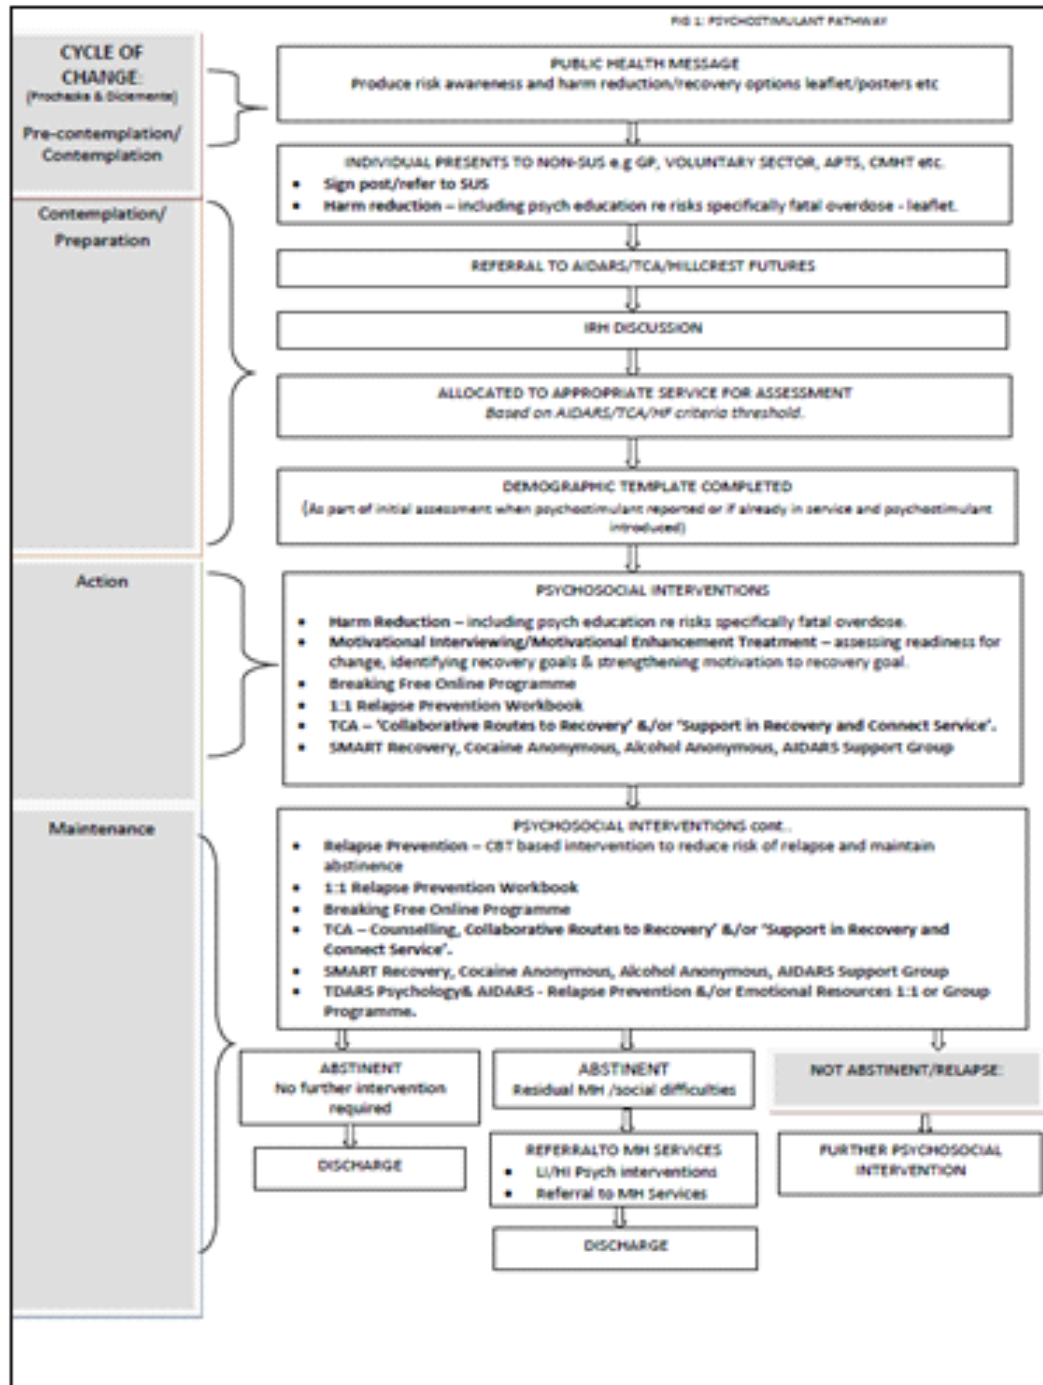 FIG 1: PSYCHOSTIMULANT PATHWAY
CYCLE OF
CHANGE:
(Prochaska & Diclemente)
Pre-contemplation/
Contemplation
PUBLIC HEALTH MESSAGE
Produce risk awareness and harm reduction/recovery options leaflet/posters etc
INDIVIDUAL PRESENTS TO NON-SUS e.g GP, VOLUNTARY SECTOR, APTS, CMHT etc.
• Sign post/refer to SUS
• Harm reduction – including psych education re risks specifically fatal overdose - leaflet.
Contemplation/
Preparation
REFERRAL TO AIDARS/TCA/HILLCREST FUTURES
IRH DISCUSSION
ALLOCATED TO APPROPRIATE SERVICE FOR ASSESSMENT
Based on AIDARS/TCA/HF criteria threshold.
DEMOGRAPHIC TEMPLATE COMPLETED
(As part of initial assessment when psychostimulant reported or if already in service and psychostimulant
introduced)
Action
PSYCHOSOCIAL INTERVENTIONS
• Harm Reduction – including psych education re risks specifically fatal overdose.
• Motivational Interviewing/Motivational Enhancement Treatment – assessing readiness for
change, identifying recovery goals & strengthening motivation to recovery goal.
• Breaking Free Online Programme
• 1:1 Relapse Prevention Workbook
• TCA – 'Collaborative Routes to Recovery' &/or 'Support in Recovery and Connect Service'.
• SMART Recovery, Cocaine Anonymous, Alcohol Anonymous, AIDARS Support Group
Maintenance
PSYCHOSOCIAL INTERVENTIONS cont..
• Relapse Prevention – CBT based intervention to reduce risk of relapse and maintain
abstinence
• 1:1 Relapse Prevention Workbook
• Breaking Free Online Programme
• TCA – Counselling, Collaborative Routes to Recovery' &/or 'Support in Recovery and
Connect Service'.
• SMART Recovery, Cocaine Anonymous, Alcohol Anonymous, AIDARS Support Group
• TDARS Psychology& AIDARS - Relapse Prevention &/or Emotional Resources 1:1 or Group
Programme.
ABSTINENT
No further intervention
required
DISCHARGE
ABSTINENT
Residual MH /social difficulties
REFERRALTO MH SERVICES
• LI/HI Psych interventions
• Referral to MH Services
DISCHARGE
NOT ABSTINENT/RELAPSE:
FURTHER PSYCHOSOCIAL
INTERVENTION